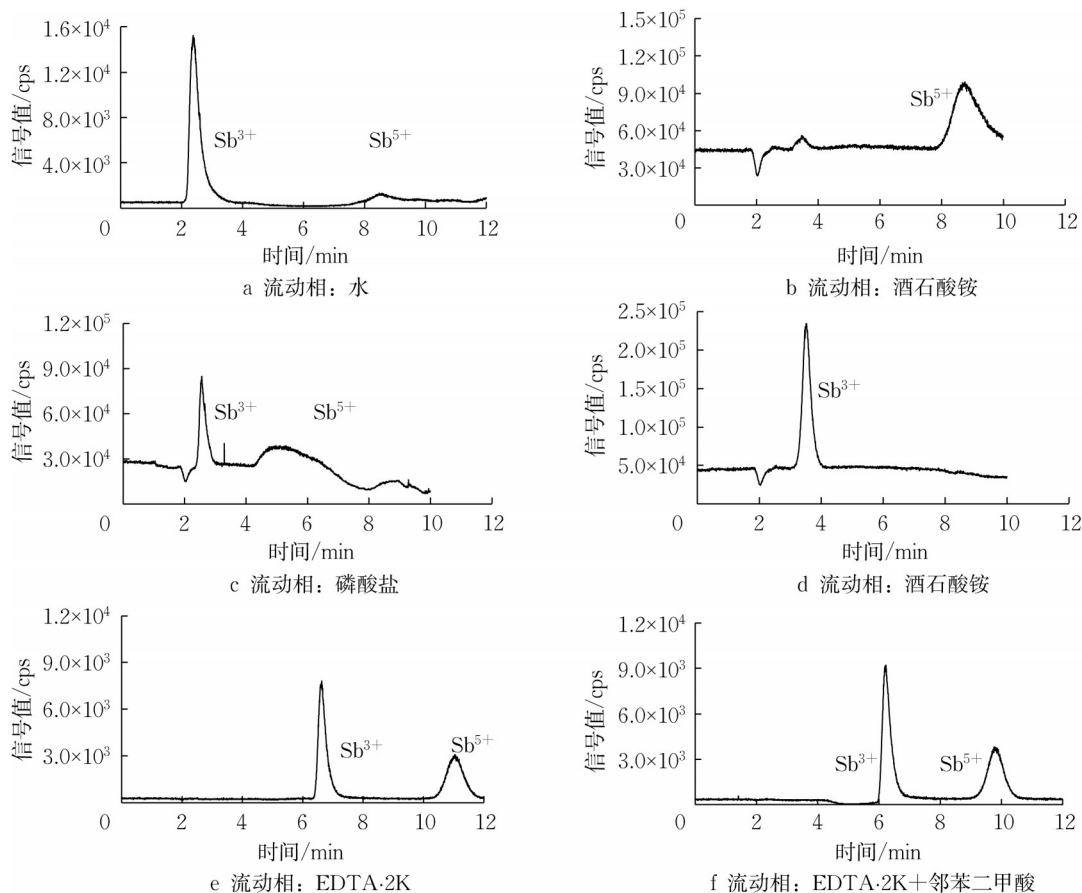 1.6×10⁴
1.2×10⁴
8.0×10³
4.0×10³
信号值/cps
Sb³⁺
Sb⁵⁺
0 2 4 6 8 10 12
时间/min
a 流动相：水
1.5×10⁵
1.2×10⁵
9.0×10⁴
6.0×10⁴
3.0×10⁴
信号值/cps
Sb⁵⁺
0 2 4 6 8 10 12
时间/min
b 流动相：酒石酸铵
1.2×10⁵
9.0×10⁴
6.0×10⁴
3.0×10⁴
信号值/cps
Sb³⁺
Sb⁵⁺
0 2 4 6 8 10 12
时间/min
c 流动相：磷酸盐
2.5×10⁵
2.0×10⁵
1.5×10⁵
1.0×10⁵
5.0×10⁴
信号值/cps
Sb³⁺
0 2 4 6 8 10 12
时间/min
d 流动相：酒石酸铵
1.2×10⁴
9.0×10³
6.0×10³
3.0×10³
信号值/cps
Sb³⁺
Sb⁵⁺
0 2 4 6 8 10 12
时间/min
e 流动相：EDTA·2K
1.2×10⁴
9.0×10³
6.0×10³
3.0×10³
信号值/cps
Sb³⁺
Sb⁵⁺
0 2 4 6 8 10 12
时间/min
f 流动相：EDTA·2K＋邻苯二甲酸